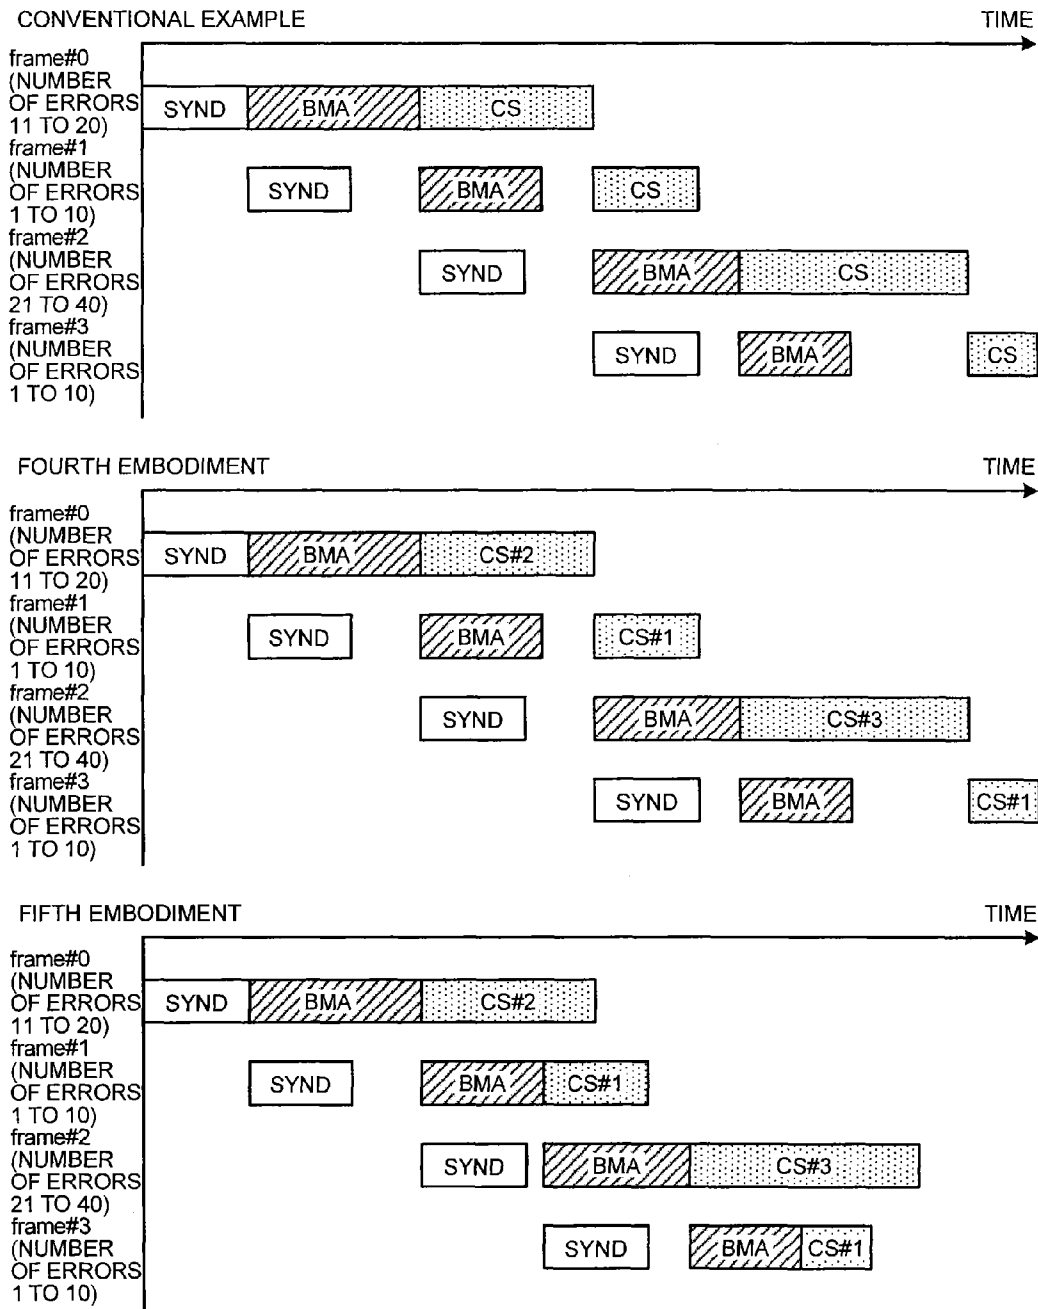 CONVENTIONAL EXAMPLE TIME
frame#0
(NUMBER
OF ERRORS
11 TO 20)
SYND BMA CS
frame#1
(NUMBER
OF ERRORS
1 TO 10)
SYND BMA CS
frame#2
(NUMBER
OF ERRORS
21 TO 40)
SYND BMA CS
frame#3
(NUMBER
OF ERRORS
1 TO 10)
SYND BMA CS
FOURTH EMBODIMENT TIME
frame#0
(NUMBER
OF ERRORS
11 TO 20)
SYND BMA CS#2
frame#1
(NUMBER
OF ERRORS
1 TO 10)
SYND BMA CS#1
frame#2
(NUMBER
OF ERRORS
21 TO 40)
SYND BMA CS#3
frame#3
(NUMBER
OF ERRORS
1 TO 10)
SYND BMA CS#1
FIFTH EMBODIMENT TIME
frame#0
(NUMBER
OF ERRORS
11 TO 20)
SYND BMA CS#2
frame#1
(NUMBER
OF ERRORS
1 TO 10)
SYND BMA CS#1
frame#2
(NUMBER
OF ERRORS
21 TO 40)
SYND BMA CS#3
frame#3
(NUMBER
OF ERRORS
1 TO 10)
SYND BMA CS#1